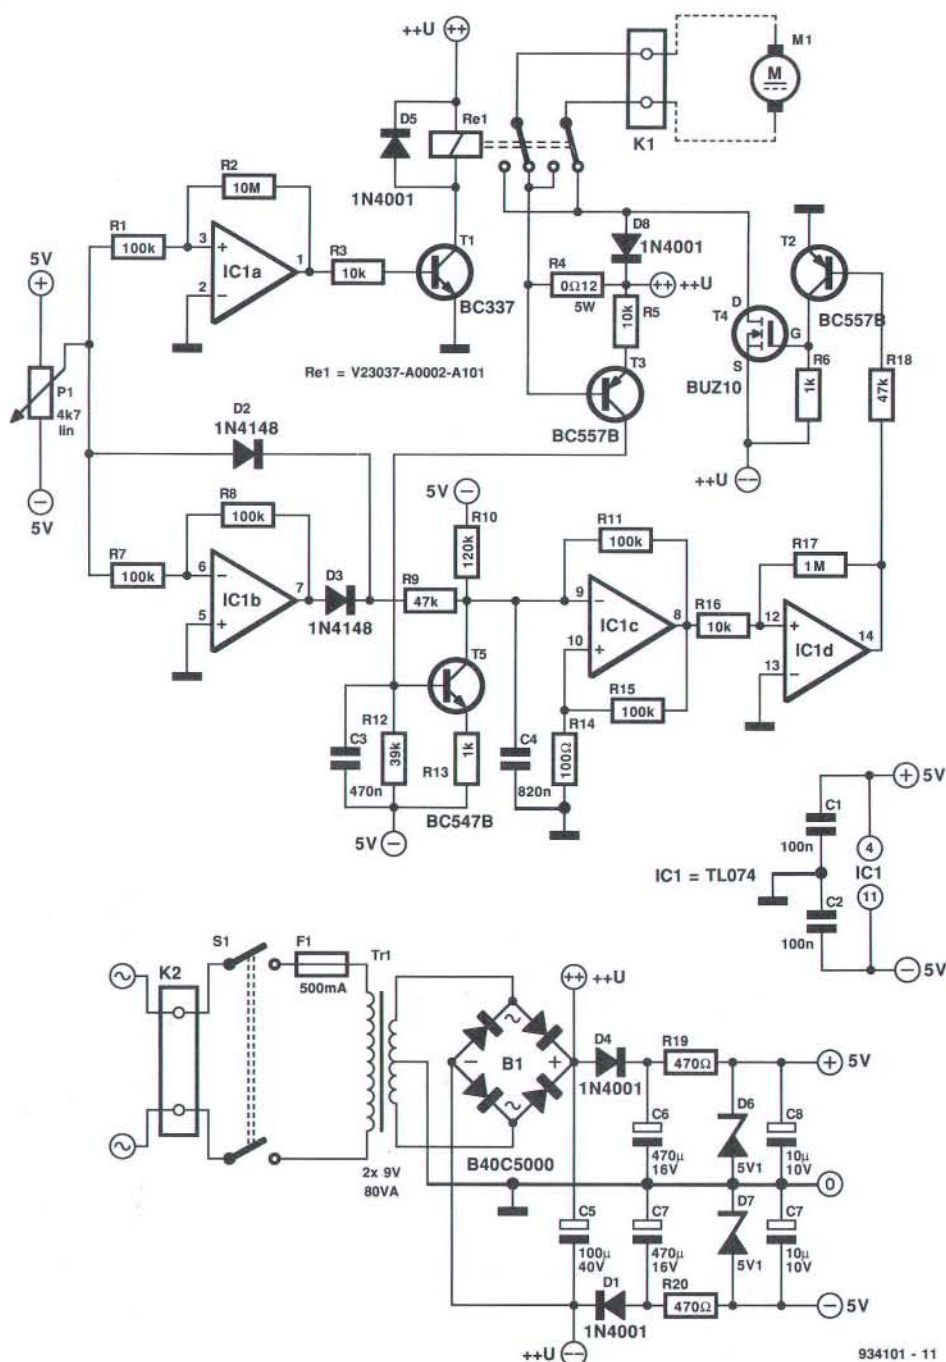 ++U
++
M1
M
K1
D5
Re1
1N4001
R2
10M
R1
100k
3
+
IC1a
1
2
−
R3
10k
T1
BC337
D8
1N4001
R4
0Ω12
5W
++
++U
10k
R5
T2
BC557B
D
T4
G
S
BUZ10
R6
1k
R18
47k
5V
+
P1
4k7
lin
−
5V
Re1 = V23037-A0002-A101
T3
BC557B
−−
++U
D2
1N4148
R8
100k
R7
100k
6
−
IC1b
7
5
+
D3
1N4148
5V
−
R10
120k
R9
47k
R11
100k
9
−
IC1c
8
10
+
R16
10k
R17
1M
12
+
IC1d
14
13
−
T5
R15
100k
R14
100Ω
C3
470n
R12
39k
R13
1k
C4
820n
BC547B
5V
−
+
5V
C1
100n
4
IC1 = TL074
IC1
11
C2
100n
−
5V
S1
F1
500mA
Tr1
K2
~
~
++
++U
~
−
B1
+
~
B40C5000
2x 9V
80VA
D4
1N4001
R19
470Ω
+
5V
C6
470µ
16V
D6
5V1
C8
10µ
10V
0
C5
100µ
40V
C7
470µ
16V
D7
5V1
C7
10µ
10V
D1
1N4001
R20
470Ω
−
5V
++U
−−
934101 - 11